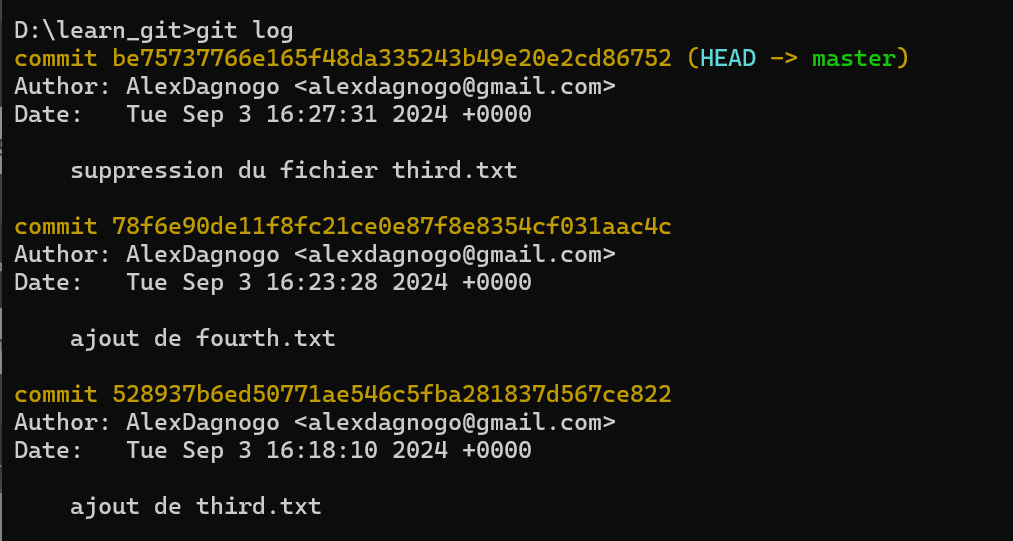 D:\learn_git>git log
commit be75737766e165f48da335243b49e20e2cd86752 (HEAD -> master)
Author: AlexDagnogo <alexdagnogo@gmail.com>
Date:   Tue Sep 3 16:27:31 2024 +0000
    suppression du fichier third.txt
commit 78f6e90de11f8fc21ce0e87f8e8354cf031aac4c
Author: AlexDagnogo <alexdagnogo@gmail.com>
Date:   Tue Sep 3 16:23:28 2024 +0000
    ajout de fourth.txt
commit 528937b6ed50771ae546c5fba281837d567ce822
Author: AlexDagnogo <alexdagnogo@gmail.com>
Date:   Tue Sep 3 16:18:10 2024 +0000
    ajout de third.txt